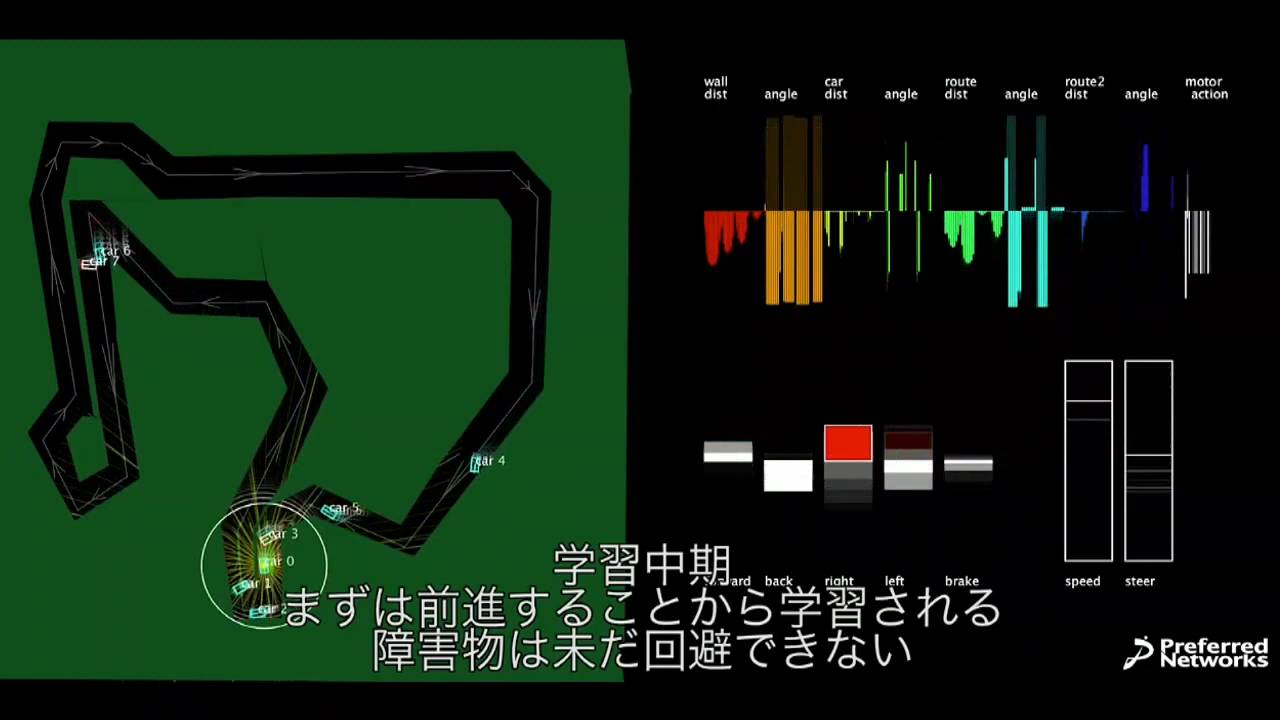 wall dist
angle
car dist
angle
route dist
angle
route2 dist
angle
motor action
car 6
car 7
car 4
car 5
car 3
car 0
car 1
back
right
left
brake
speed
steer
学習中期
まずは前進することから学習される
障害物は未だ回避できない
Preferred
Networks